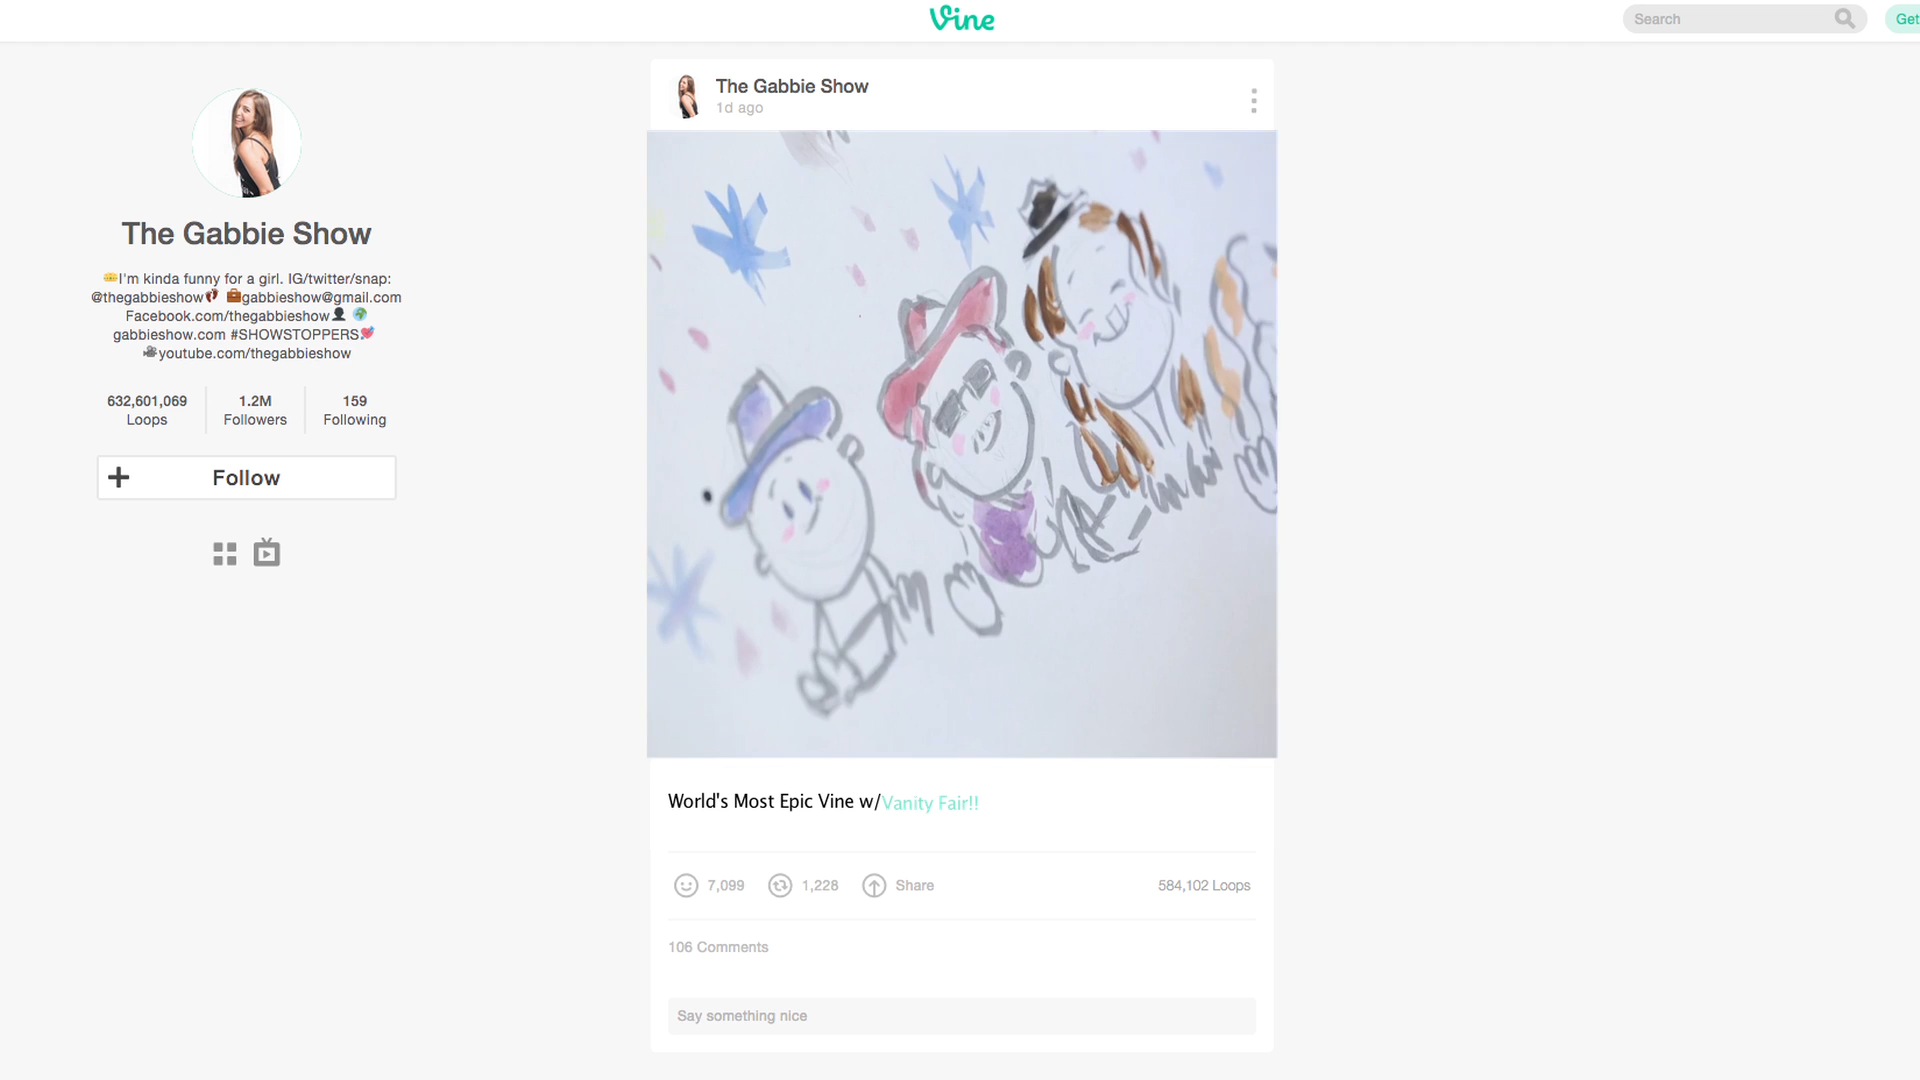 Vine
Search
Get
The Gabbie Show
I'm kinda funny for a girl. IG/twitter/snap:
@thegabbieshow👣 💼gabbieshow@gmail.com
Facebook.com/thegabbieshow👤 🌍
gabbieshow.com #SHOWSTOPPERS💘
🎥youtube.com/thegabbieshow
632,601,069 1.2M 159
Loops Followers Following
+ Follow
The Gabbie Show
1d ago
World's Most Epic Vine w/Vanity Fair!!
7,099 1,228 Share 584,102 Loops
106 Comments
Say something nice